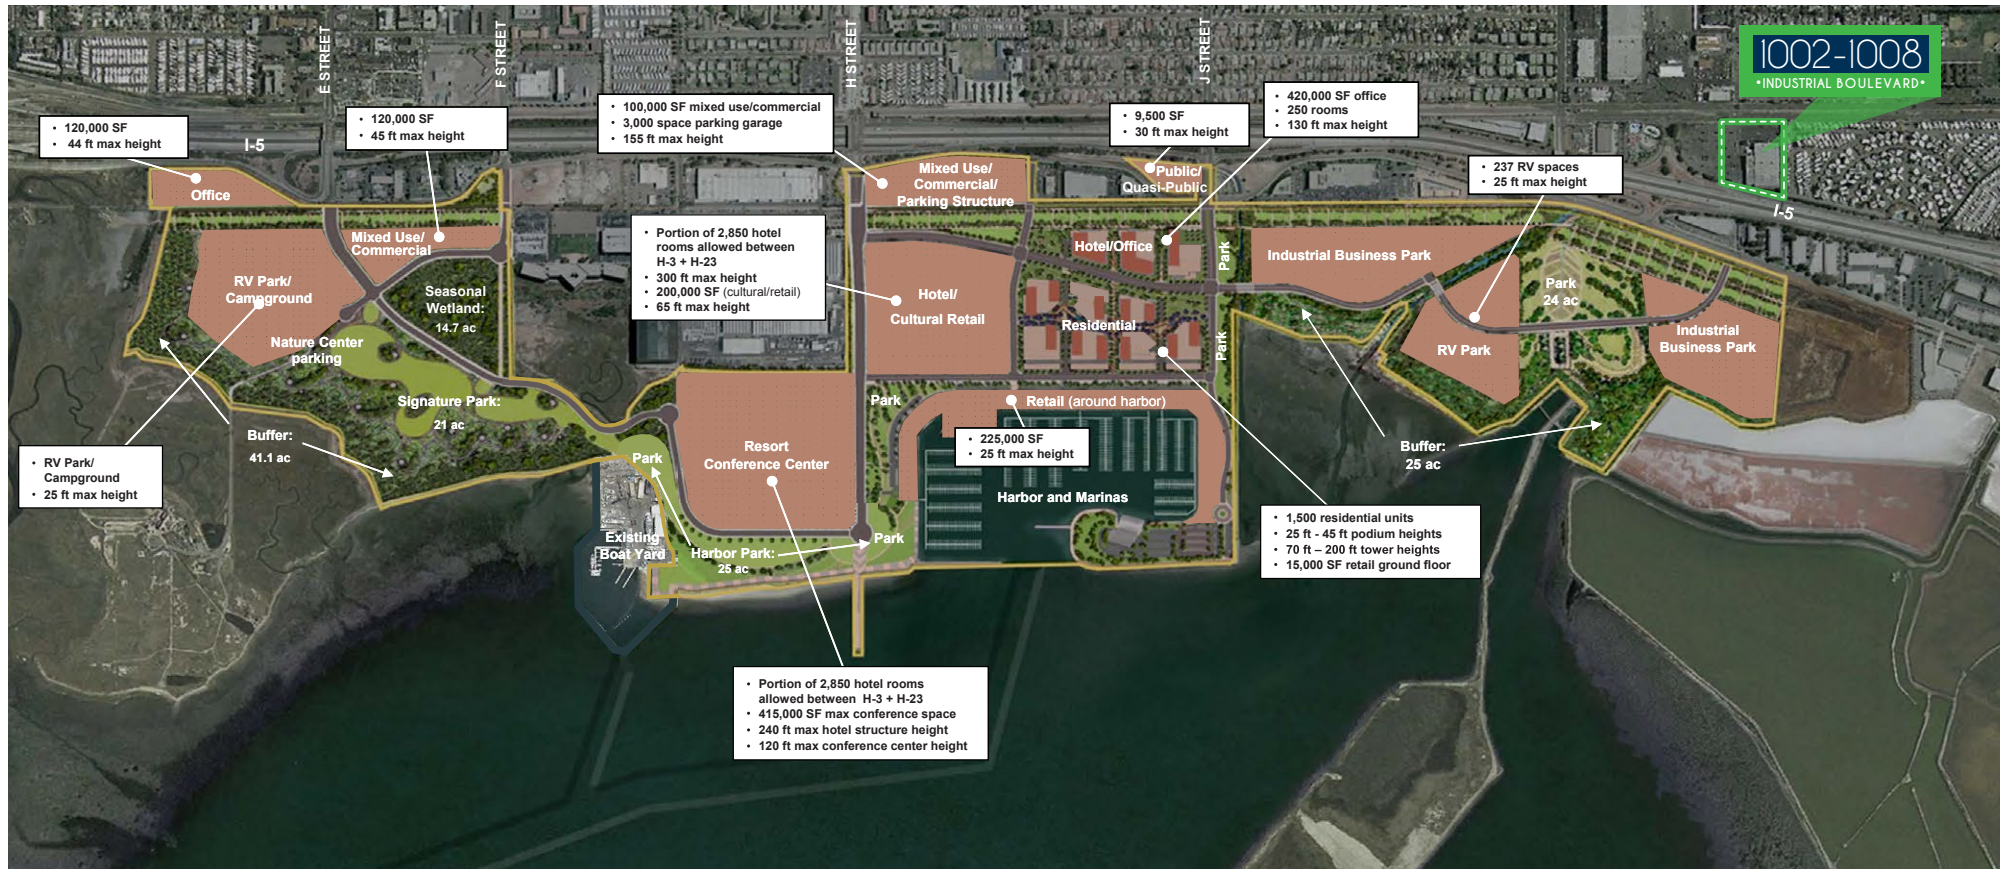 E STREET
F STREET
H STREET
J STREET
1002-1008
•INDUSTRIAL BOULEVARD•
• 120,000 SF
• 44 ft max height
I-5
• 120,000 SF
• 45 ft max height
• 100,000 SF mixed use/commercial
• 3,000 space parking garage
• 155 ft max height
• 9,500 SF
• 30 ft max height
• 420,000 SF office
• 250 rooms
• 130 ft max height
• 237 RV spaces
• 25 ft max height
I-5
Office
Mixed Use/
Commercial
Mixed Use/
Commercial/
Parking Structure
Public/
Quasi-Public
• Portion of 2,850 hotel
rooms allowed between
H-3 + H-23
• 300 ft max height
• 200,000 SF (cultural/retail)
• 65 ft max height
Hotel/Office
Park
Industrial Business Park
RV Park/
Campground
Seasonal
Wetland:
14.7 ac
Hotel/
Cultural Retail
Residential
Park
Park
24 ac
RV Park
Industrial
Business Park
Nature Center
parking
Signature Park:
21 ac
Park
Retail (around harbor)
Buffer:
41.1 ac
• 225,000 SF
• 25 ft max height
Buffer:
25 ac
• RV Park/
Campground
• 25 ft max height
Park
Resort
Conference Center
Harbor and Marinas
Existing
Boat Yard
Harbor Park:
25 ac
Park
• 1,500 residential units
• 25 ft - 45 ft podium heights
• 70 ft – 200 ft tower heights
• 15,000 SF retail ground floor
• Portion of 2,850 hotel rooms
allowed between H-3 + H-23
• 415,000 SF max conference space
• 240 ft max hotel structure height
• 120 ft max conference center height